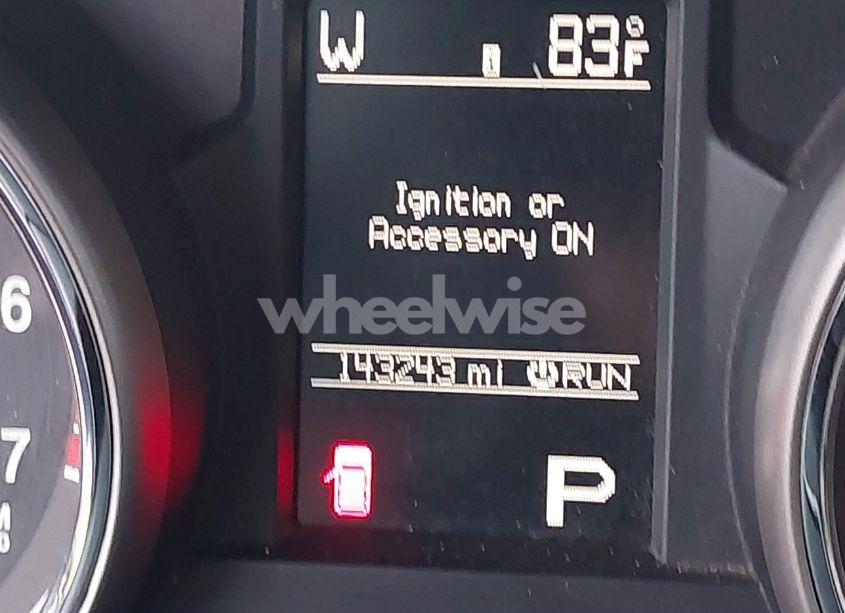 W 83°F
Ignition or
Accessory ON
wheelwise
143243 mi RUN
6
7
P